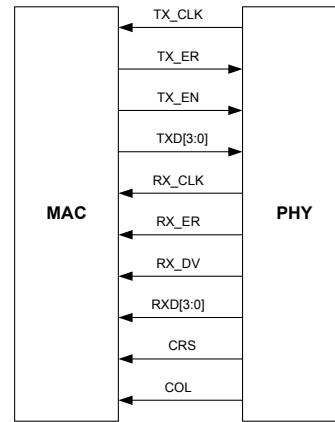 TX_CLK
TX_ER
TX_EN
TXD[3:0]
RX_CLK
MAC
PHY
RX_ER
RX_DV
RXD[3:0]
CRS
COL